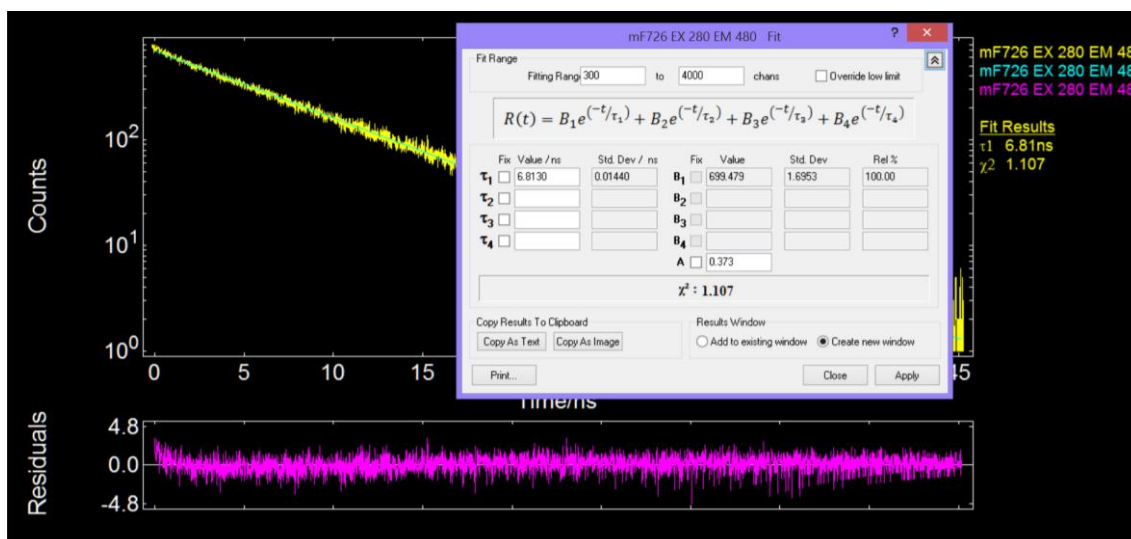 mF726 EX 280 EM 480 Fit
? ×
Fit Range
Fitting Rang 300 to 4000 chans Override low limit
R(t) = B₁e^(-t/τ₁) + B₂e^(-t/τ₂) + B₃e^(-t/τ₃) + B₄e^(-t/τ₄)
Fix Value / ns Std. Dev / ns Fix Value Std. Dev Rel %
τ₁ 6.8130 0.01440 B₁ 699.479 1.6953 100.00
τ₂ B₂
τ₃ B₃
τ₄ B₄
A 0.373
χ² : 1.107
Copy Results To Clipboard
Copy As Text Copy As Image
Results Window
Add to existing window Create new window
Print... Close Apply
mF726 EX 280 EM 48
mF726 EX 280 EM 48
mF726 EX 280 EM 48
Fit Results
τ1 6.81ns
χ2 1.107
Counts
10²
10¹
10⁰
0 5 10 15 45
Time/ns
Residuals
4.8
0.0
-4.8